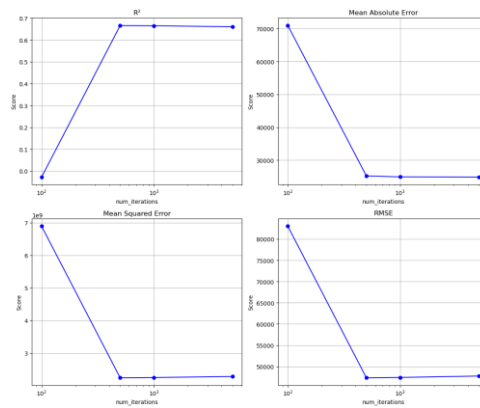 R²
0.7
0.6
0.5
0.4
0.3
0.2
0.1
0.0
Score
10²
10³
num_iterations
Mean Absolute Error
70000
60000
50000
40000
30000
Score
10²
10³
num_iterations
Mean Squared Error
1e9
7
6
5
4
3
Score
10²
10³
num_iterations
RMSE
80000
75000
70000
65000
60000
55000
50000
Score
10²
10³
num_iterations